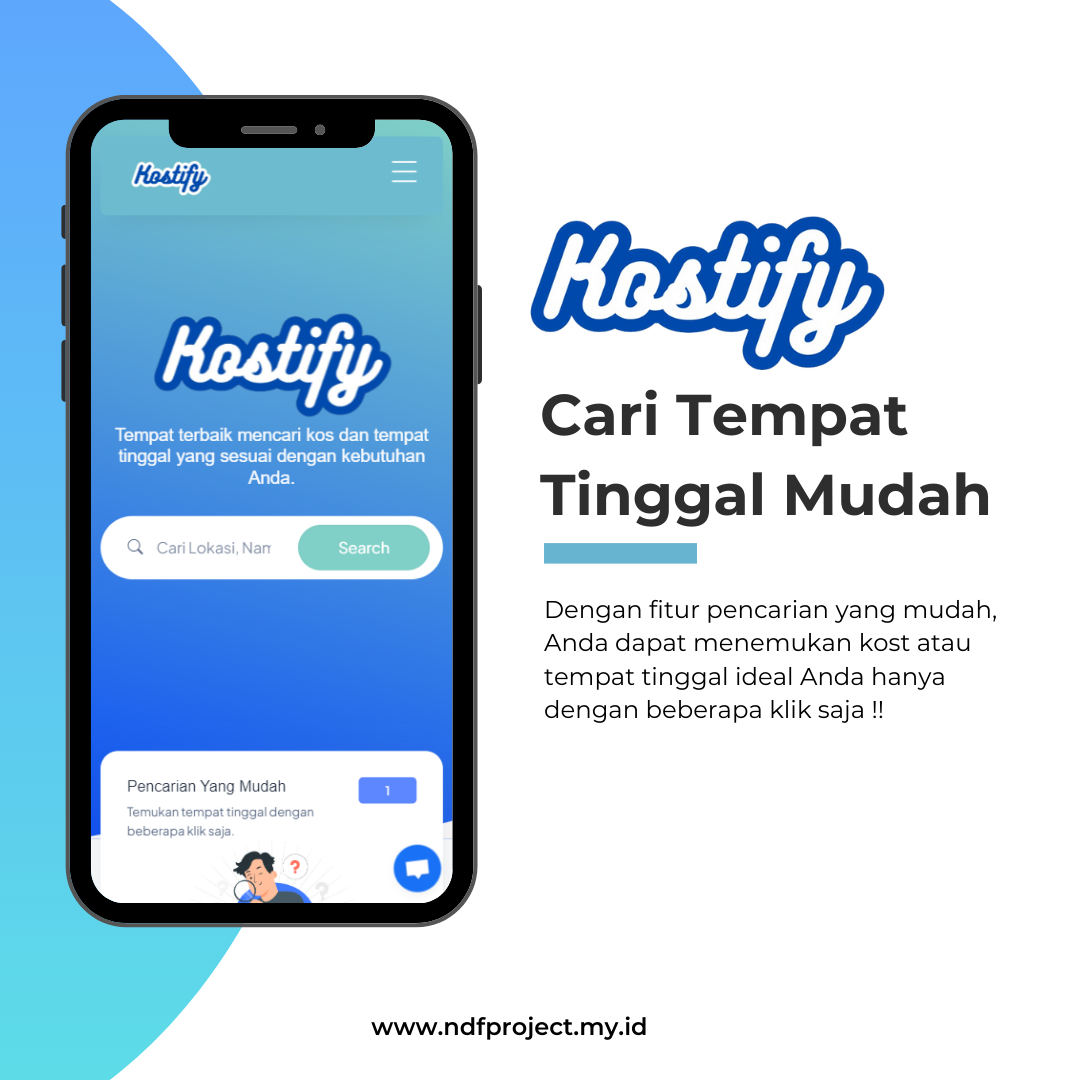 Kostify
Kostify
Tempat terbaik mencari kos dan tempat
tinggal yang sesuai dengan kebutuhan
Anda.
Cari Lokasi, Nam
Search
Pencarian Yang Mudah
1
Temukan tempat tinggal dengan
beberapa klik saja.
?
?
?
Kostify
Cari Tempat
Tinggal Mudah
Dengan fitur pencarian yang mudah,
Anda dapat menemukan kost atau
tempat tinggal ideal Anda hanya
dengan beberapa klik saja !!
www.ndfproject.my.id